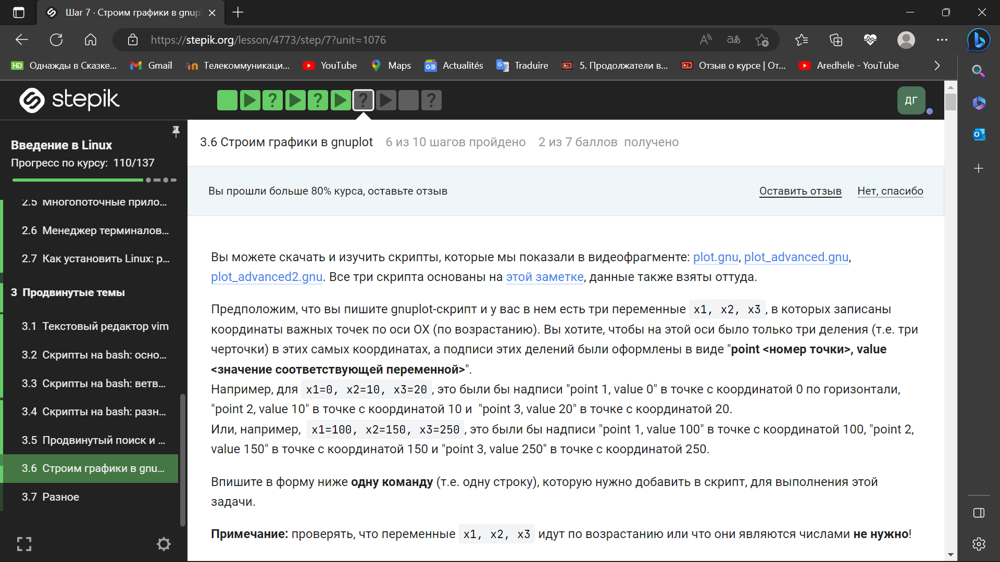 Шаг 7 · Строим графики в gnup
https://stepik.org/lesson/4773/step/7?unit=1076
HD Однажды в Сказке...
Gmail
Телекоммуникаци...
YouTube
Maps
Actualités
Traduire
5. Продолжатели в...
Отзыв о курсе | От...
Aredhele - YouTube
stepik
? ? ? ?
ДГ
Введение в Linux
Прогресс по курсу: 110/137
2.5 Многопоточные прило...
2.6 Менеджер терминалов...
2.7 Как установить Linux: р...
3 Продвинутые темы
3.1 Текстовый редактор vim
3.2 Скрипты на bash: осно...
3.3 Скрипты на bash: ветв...
3.4 Скрипты на bash: разн...
3.5 Продвинутый поиск и ...
3.6 Строим графики в gnu...
3.7 Разное
3.6 Строим графики в gnuplot 6 из 10 шагов пройдено 2 из 7 баллов получено
Вы прошли больше 80% курса, оставьте отзыв
Оставить отзыв
Нет, спасибо
Вы можете скачать и изучить скрипты, которые мы показали в видеофрагменте: plot.gnu, plot_advanced.gnu,
plot_advanced2.gnu. Все три скрипта основаны на этой заметке, данные также взяты оттуда.
Предположим, что вы пишите gnuplot-скрипт и у вас в нем есть три переменные x1, x2, x3, в которых записаны
координаты важных точек по оси OX (по возрастанию). Вы хотите, чтобы на этой оси было только три деления (т.е. три
черточки) в этих самых координатах, а подписи этих делений были оформлены в виде "point <номер точки>, value
<значение соответствующей переменной>".
Например, для x1=0, x2=10, x3=20, это были бы надписи "point 1, value 0" в точке с координатой 0 по горизонтали,
"point 2, value 10" в точке с координатой 10 и "point 3, value 20" в точке с координатой 20.
Или, например, x1=100, x2=150, x3=250, это были бы надписи "point 1, value 100" в точке с координатой 100, "point 2,
value 150" в точке с координатой 150 и "point 3, value 250" в точке с координатой 250.
Впишите в форму ниже одну команду (т.е. одну строку), которую нужно добавить в скрипт, для выполнения этой
задачи.
Примечание: проверять, что переменные x1, x2, x3 идут по возрастанию или что они являются числами не нужно!